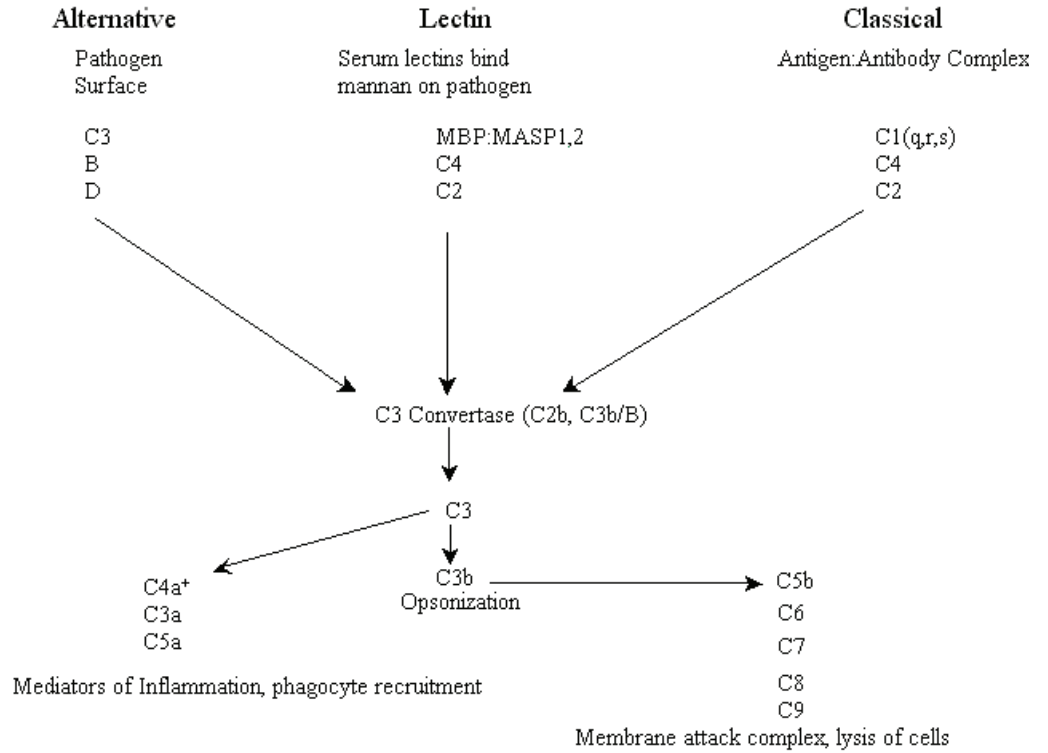 Alternative
Lectin
Classical
Pathogen
Surface
Serum lectins bind
mannan on pathogen
Antigen:Antibody Complex
C3
B
D
MBP:MASP1,2
C4
C2
C1(q,r,s)
C4
C2
C3 Convertase (C2b, C3b/B)
C3
C4a+
C3a
C5a
C3b
Opsonization
C5b
C6
C7
C8
C9
Mediators of Inflammation, phagocyte recruitment
Membrane attack complex, lysis of cells